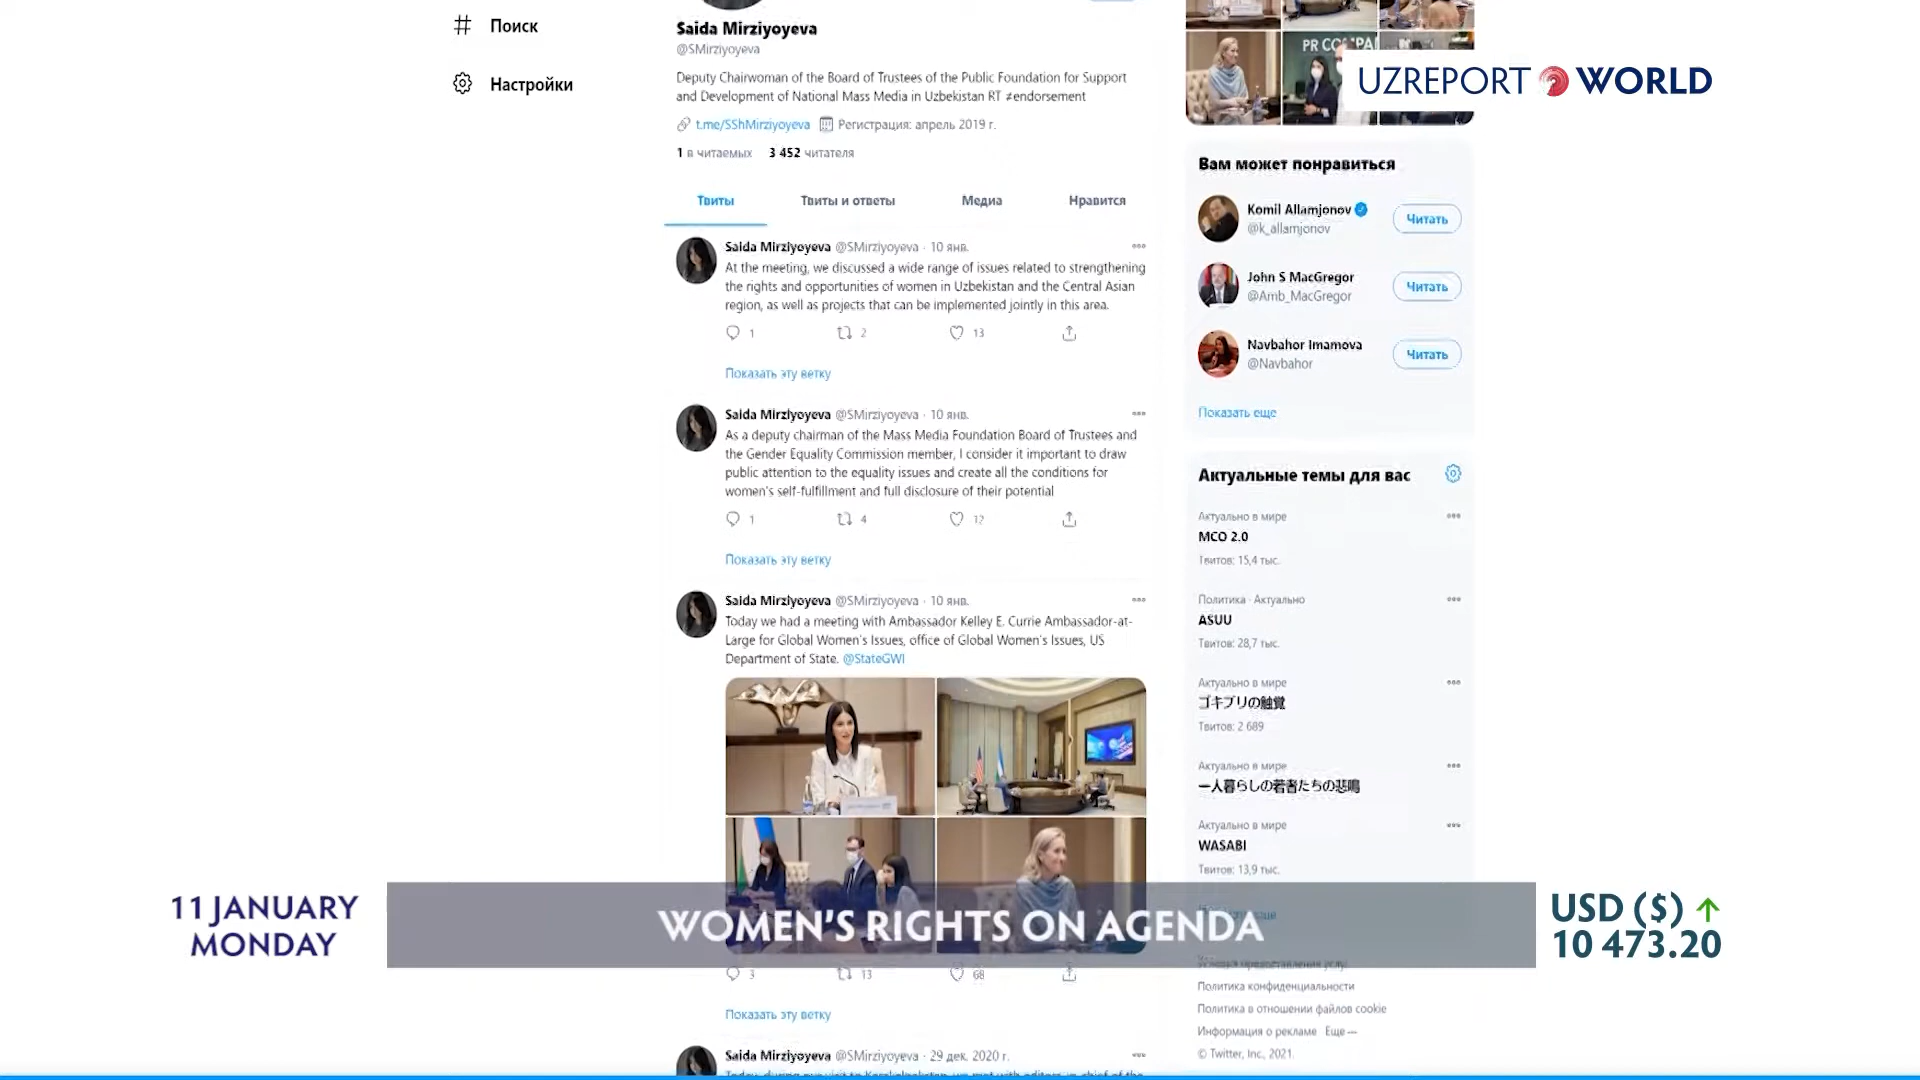 Поиск
Настройки
Saida Mirziyoyeva
@SMirziyoyeva
Deputy Chairwoman of the Board of Trustees of the Public Foundation for Support
and Development of National Mass Media in Uzbekistan RT ≠endorsement
t.me/SShMirziyoyeva Регистрация: апрель 2019 г.
1 в читаемых 3 452 читателя
Твиты Твиты и ответы Медиа Нравится
Saida Mirziyoyeva @SMirziyoyeva · 10 янв.
At the meeting, we discussed a wide range of issues related to strengthening
the rights and opportunities of women in Uzbekistan and the Central Asian
region, as well as projects that can be implemented jointly in this area.
1 2 13
Показать эту ветку
Saida Mirziyoyeva @SMirziyoyeva · 10 янв.
As a deputy chairman of the Mass Media Foundation Board of Trustees and
the Gender Equality Commission member, I consider it important to draw
public attention to the equality issues and create all the conditions for
women's self-fulfillment and full disclosure of their potential
1 4 12
Показать эту ветку
Saida Mirziyoyeva @SMirziyoyeva · 10 янв.
Today we had a meeting with Ambassador Kelley E. Currie Ambassador-at-
Large for Global Women's Issues, office of Global Women's Issues, US
Department of State. @StateGWI
3 13 68
Показать эту ветку
Saida Mirziyoyeva @SMirziyoyeva · 29 дек. 2020 г.
PR COMPA
UZREPORT WORLD
Вам может понравиться
Komil Allamjonov
@k_allamjonov
Читать
John S MacGregor
@Amb_MacGregor
Читать
Navbahor Imamova
@Navbahor
Читать
Показать еще
Актуальные темы для вас
Актуально в мире
MCO 2.0
Твитов: 15,4 тыс.
Политика · Актуально
ASUU
Твитов: 28,7 тыс.
Актуально в мире
ゴキブリの触覚
Твитов: 2 689
Актуально в мире
一人暮らしの若者たちの悲鳴
Актуально в мире
WASABI
Твитов: 13,9 тыс.
Политика конфиденциальности
Политика в отношении файлов cookie
Информация о рекламе Еще
© Twitter, Inc., 2021.
11 JANUARY
MONDAY
WOMEN'S RIGHTS ON AGENDA
USD ($)
10 473.20